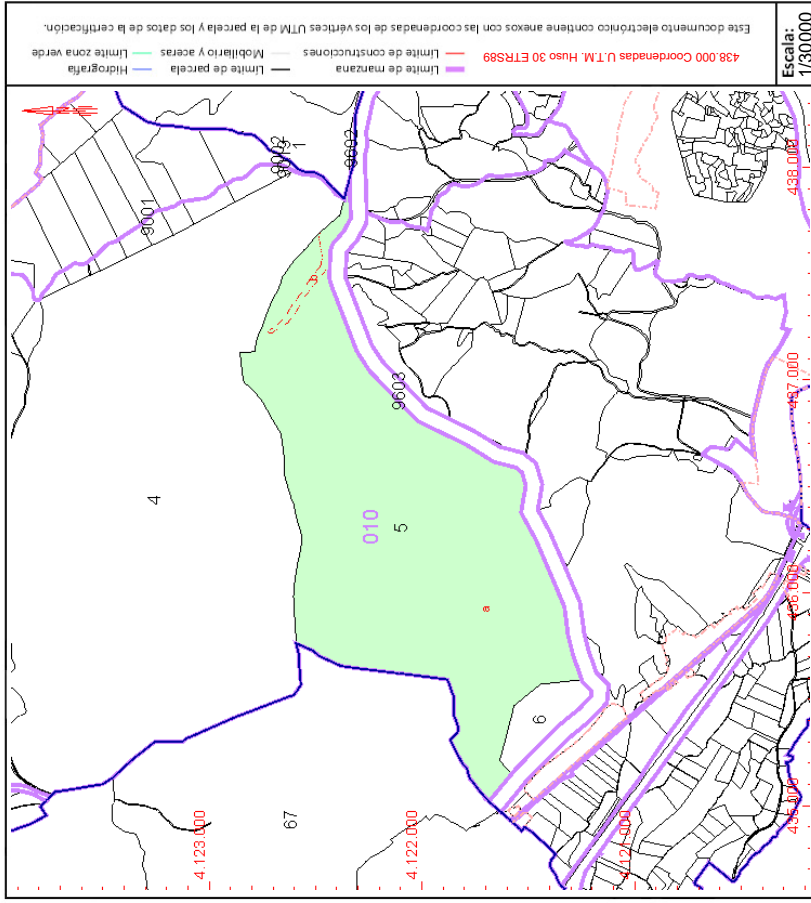 Este documento electrónico contiene anexos con las coordenadas de los vértices UTM de la parcela y los datos de la certificación.
438.000 Coordenadas U.T.M. Huso 30 ETRS89
Límite de manzana
Límite de construcciones
Límite de parcela
Mobiliario y aceras
Hidrografía
Límite zona verde
Escala:
1/30000
9001
9002
1
9602
438.000
b
437.000
9603
4
010
5
a
436.000
6
67
4.123.000
4.122.000
4.121.000
435.000